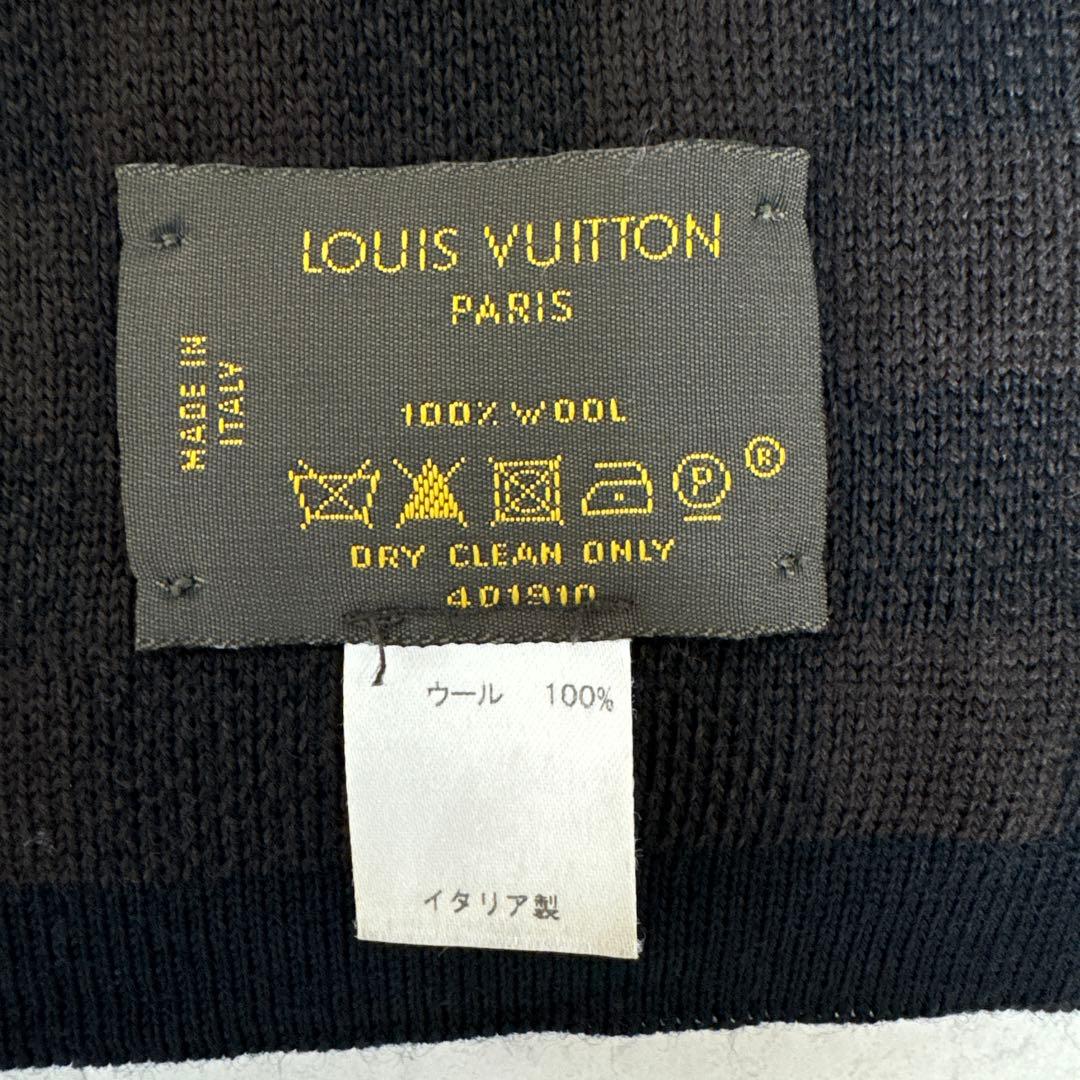 LOUIS VUITTON
PARIS
MADE IN
ITALY
100% WOOL
P
®
DRY CLEAN ONLY
401910
ウール 100%
イタリア製